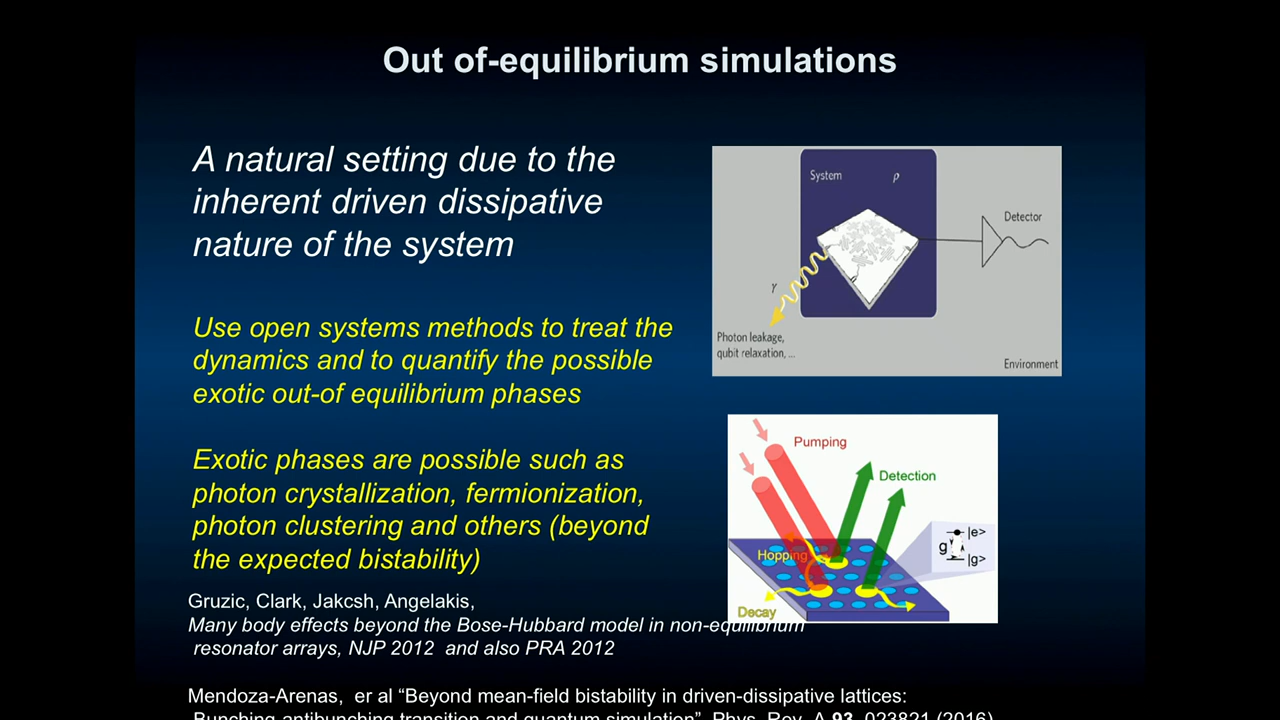 Out of-equilibrium simulations
A natural setting due to the
inherent driven dissipative
nature of the system
Use open systems methods to treat the
dynamics and to quantify the possible
exotic out-of equilibrium phases
Exotic phases are possible such as
photon crystallization, fermionization,
photon clustering and others (beyond
the expected bistability)
Gruzic, Clark, Jakcsh, Angelakis,
Many body effects beyond the Bose-Hubbard model in non-equilibrium
resonator arrays, NJP 2012 and also PRA 2012
Mendoza-Arenas, er al “Beyond mean-field bistability in driven-dissipative lattices:
Bunching-antibunching transition and quantum simulation”, Phys. Rev. A 93, 023821 (2016)
System ρ
Detector
γ
Photon leakage,
qubit relaxation, ...
Environment
Pumping
Detection
|e>
g
|g>
Hopping
Decay